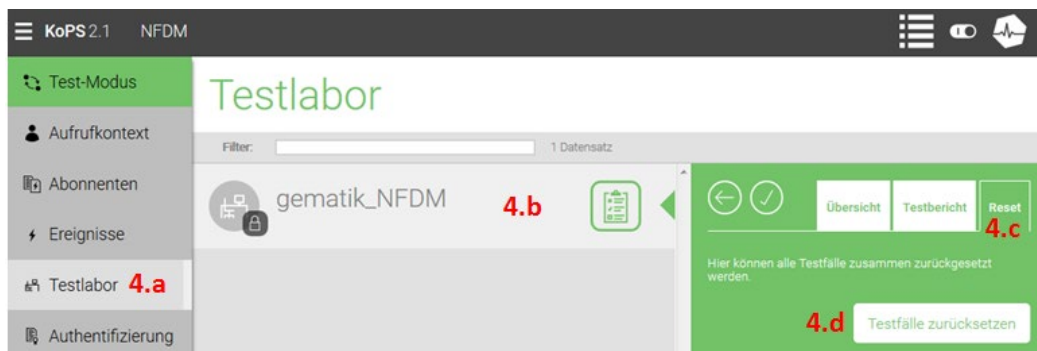 KoPS 2.1 NFDM
Test-Modus
Aufrufkontext
Abonnenten
Ereignisse
Testlabor 4.a
Authentifizierung
Testlabor
Filter: 1 Datensatz
gematik_NFDM 4.b
Übersicht Testbericht Reset
4.c
Hier können alle Testfälle zusammen zurückgesetzt
werden.
4.d Testfälle zurücksetzen